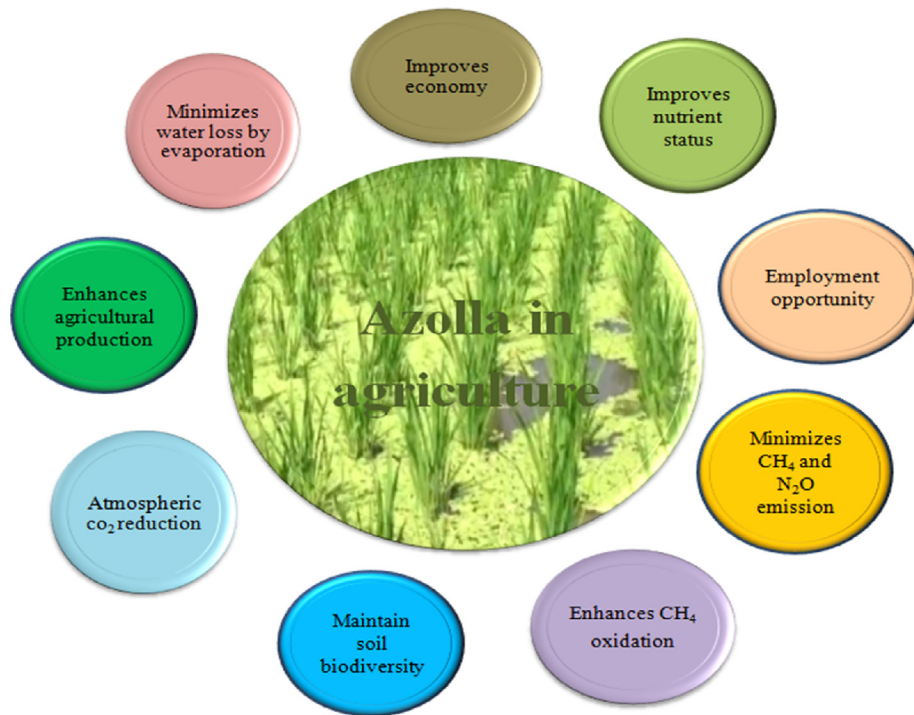 Improves
economy
Improves
nutrient
status
Employment
opportunity
Minimizes
CH₄ and
N₂O
emission
Enhances CH₄
oxidation
Maintain
soil
biodiversity
Atmospheric
co₂ reduction
Enhances
agricultural
production
Minimizes
water loss by
evaporation
Azolla in
agriculture